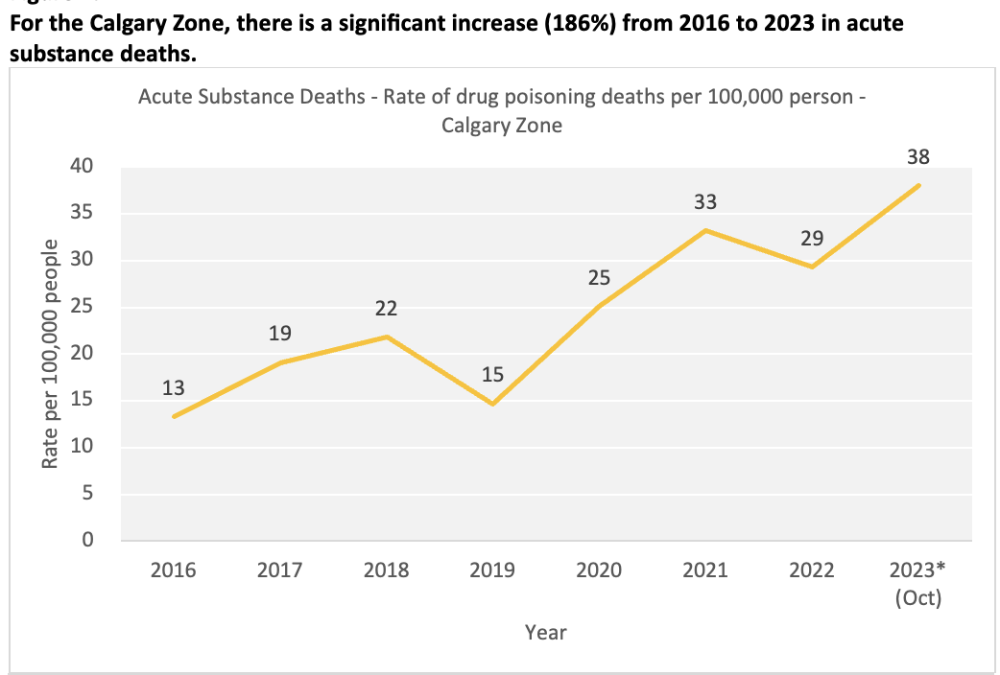 For the Calgary Zone, there is a significant increase (186%) from 2016 to 2023 in acute
substance deaths.
Acute Substance Deaths - Rate of drug poisoning deaths per 100,000 person -
Calgary Zone
Rate per 100,000 people
40
35
30
25
20
15
10
5
0
13
19
22
15
25
33
29
38
2016 2017 2018 2019 2020 2021 2022 2023*
(Oct)
Year